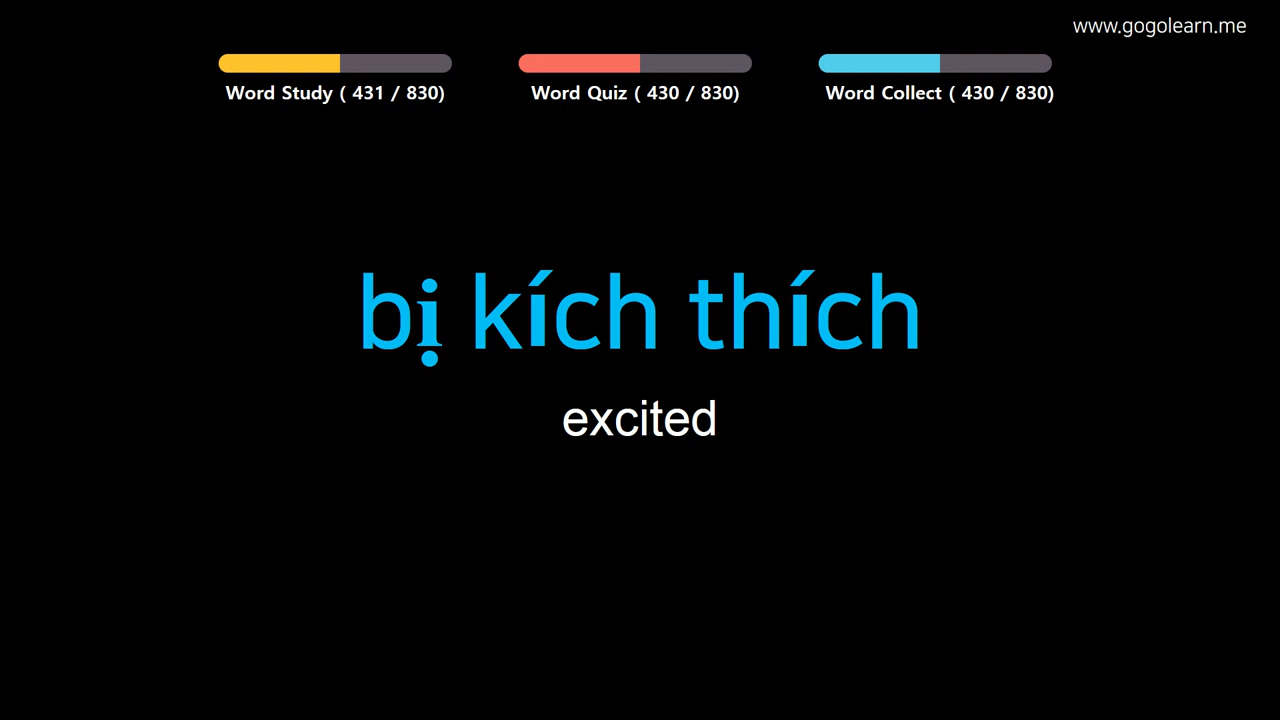 www.gogolearn.me
Word Study ( 431 / 830)
Word Quiz ( 430 / 830)
Word Collect ( 430 / 830)
bị kích thích
excited